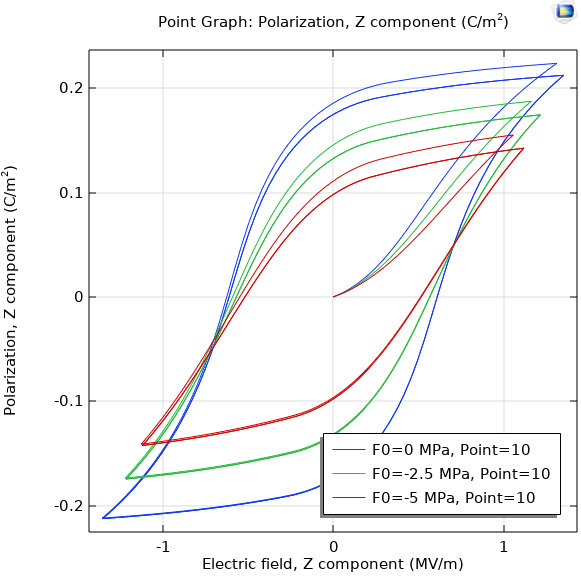 Point Graph: Polarization, Z component (C/m²)
Polarization, Z component (C/m²)
0.2
0.1
0
-0.1
-0.2
F0=0 MPa, Point=10
F0=-2.5 MPa, Point=10
F0=-5 MPa, Point=10
-1
0
1
Electric field, Z component (MV/m)